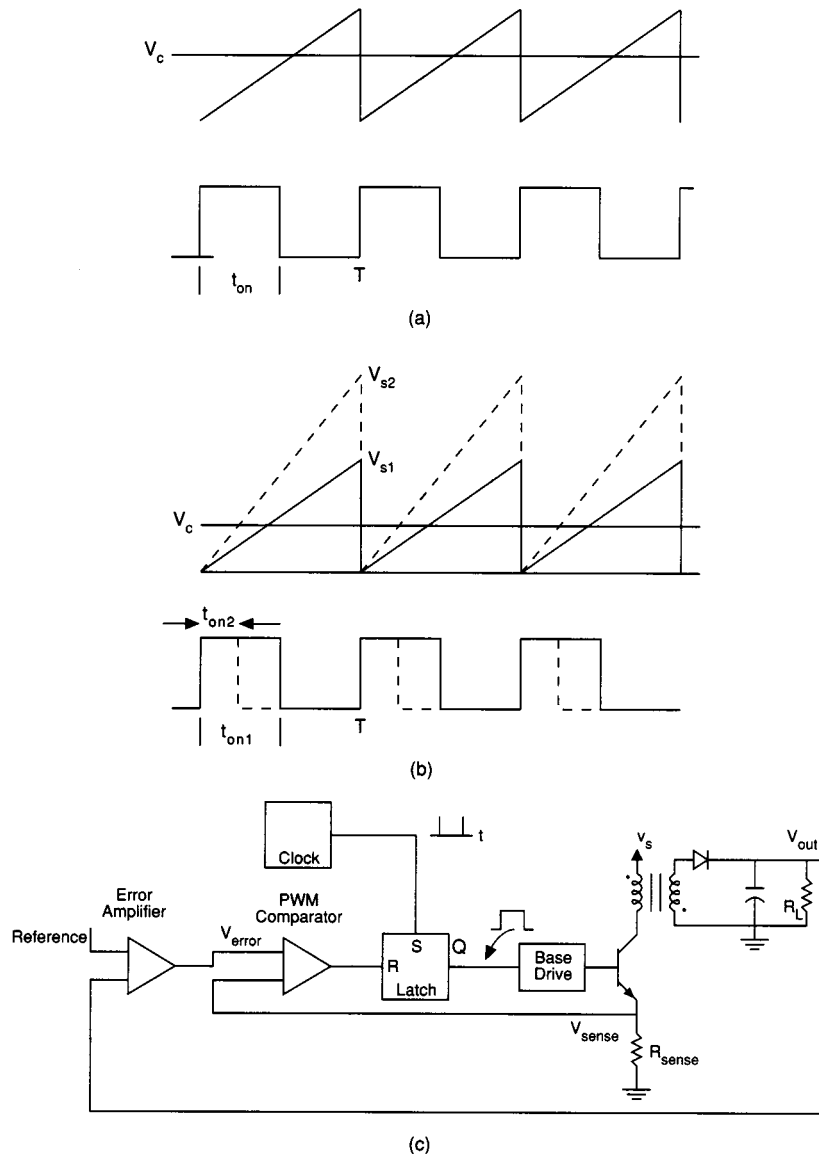 V_c
t_on
T
(a)
V_s2
V_s1
V_c
t_on2
t_on1
T
(b)
Clock
t
v_s
V_out
Error
Amplifier
PWM
Comparator
Reference
V_error
S
Q
R
Latch
Base
Drive
R_L
V_sense
R_sense
(c)